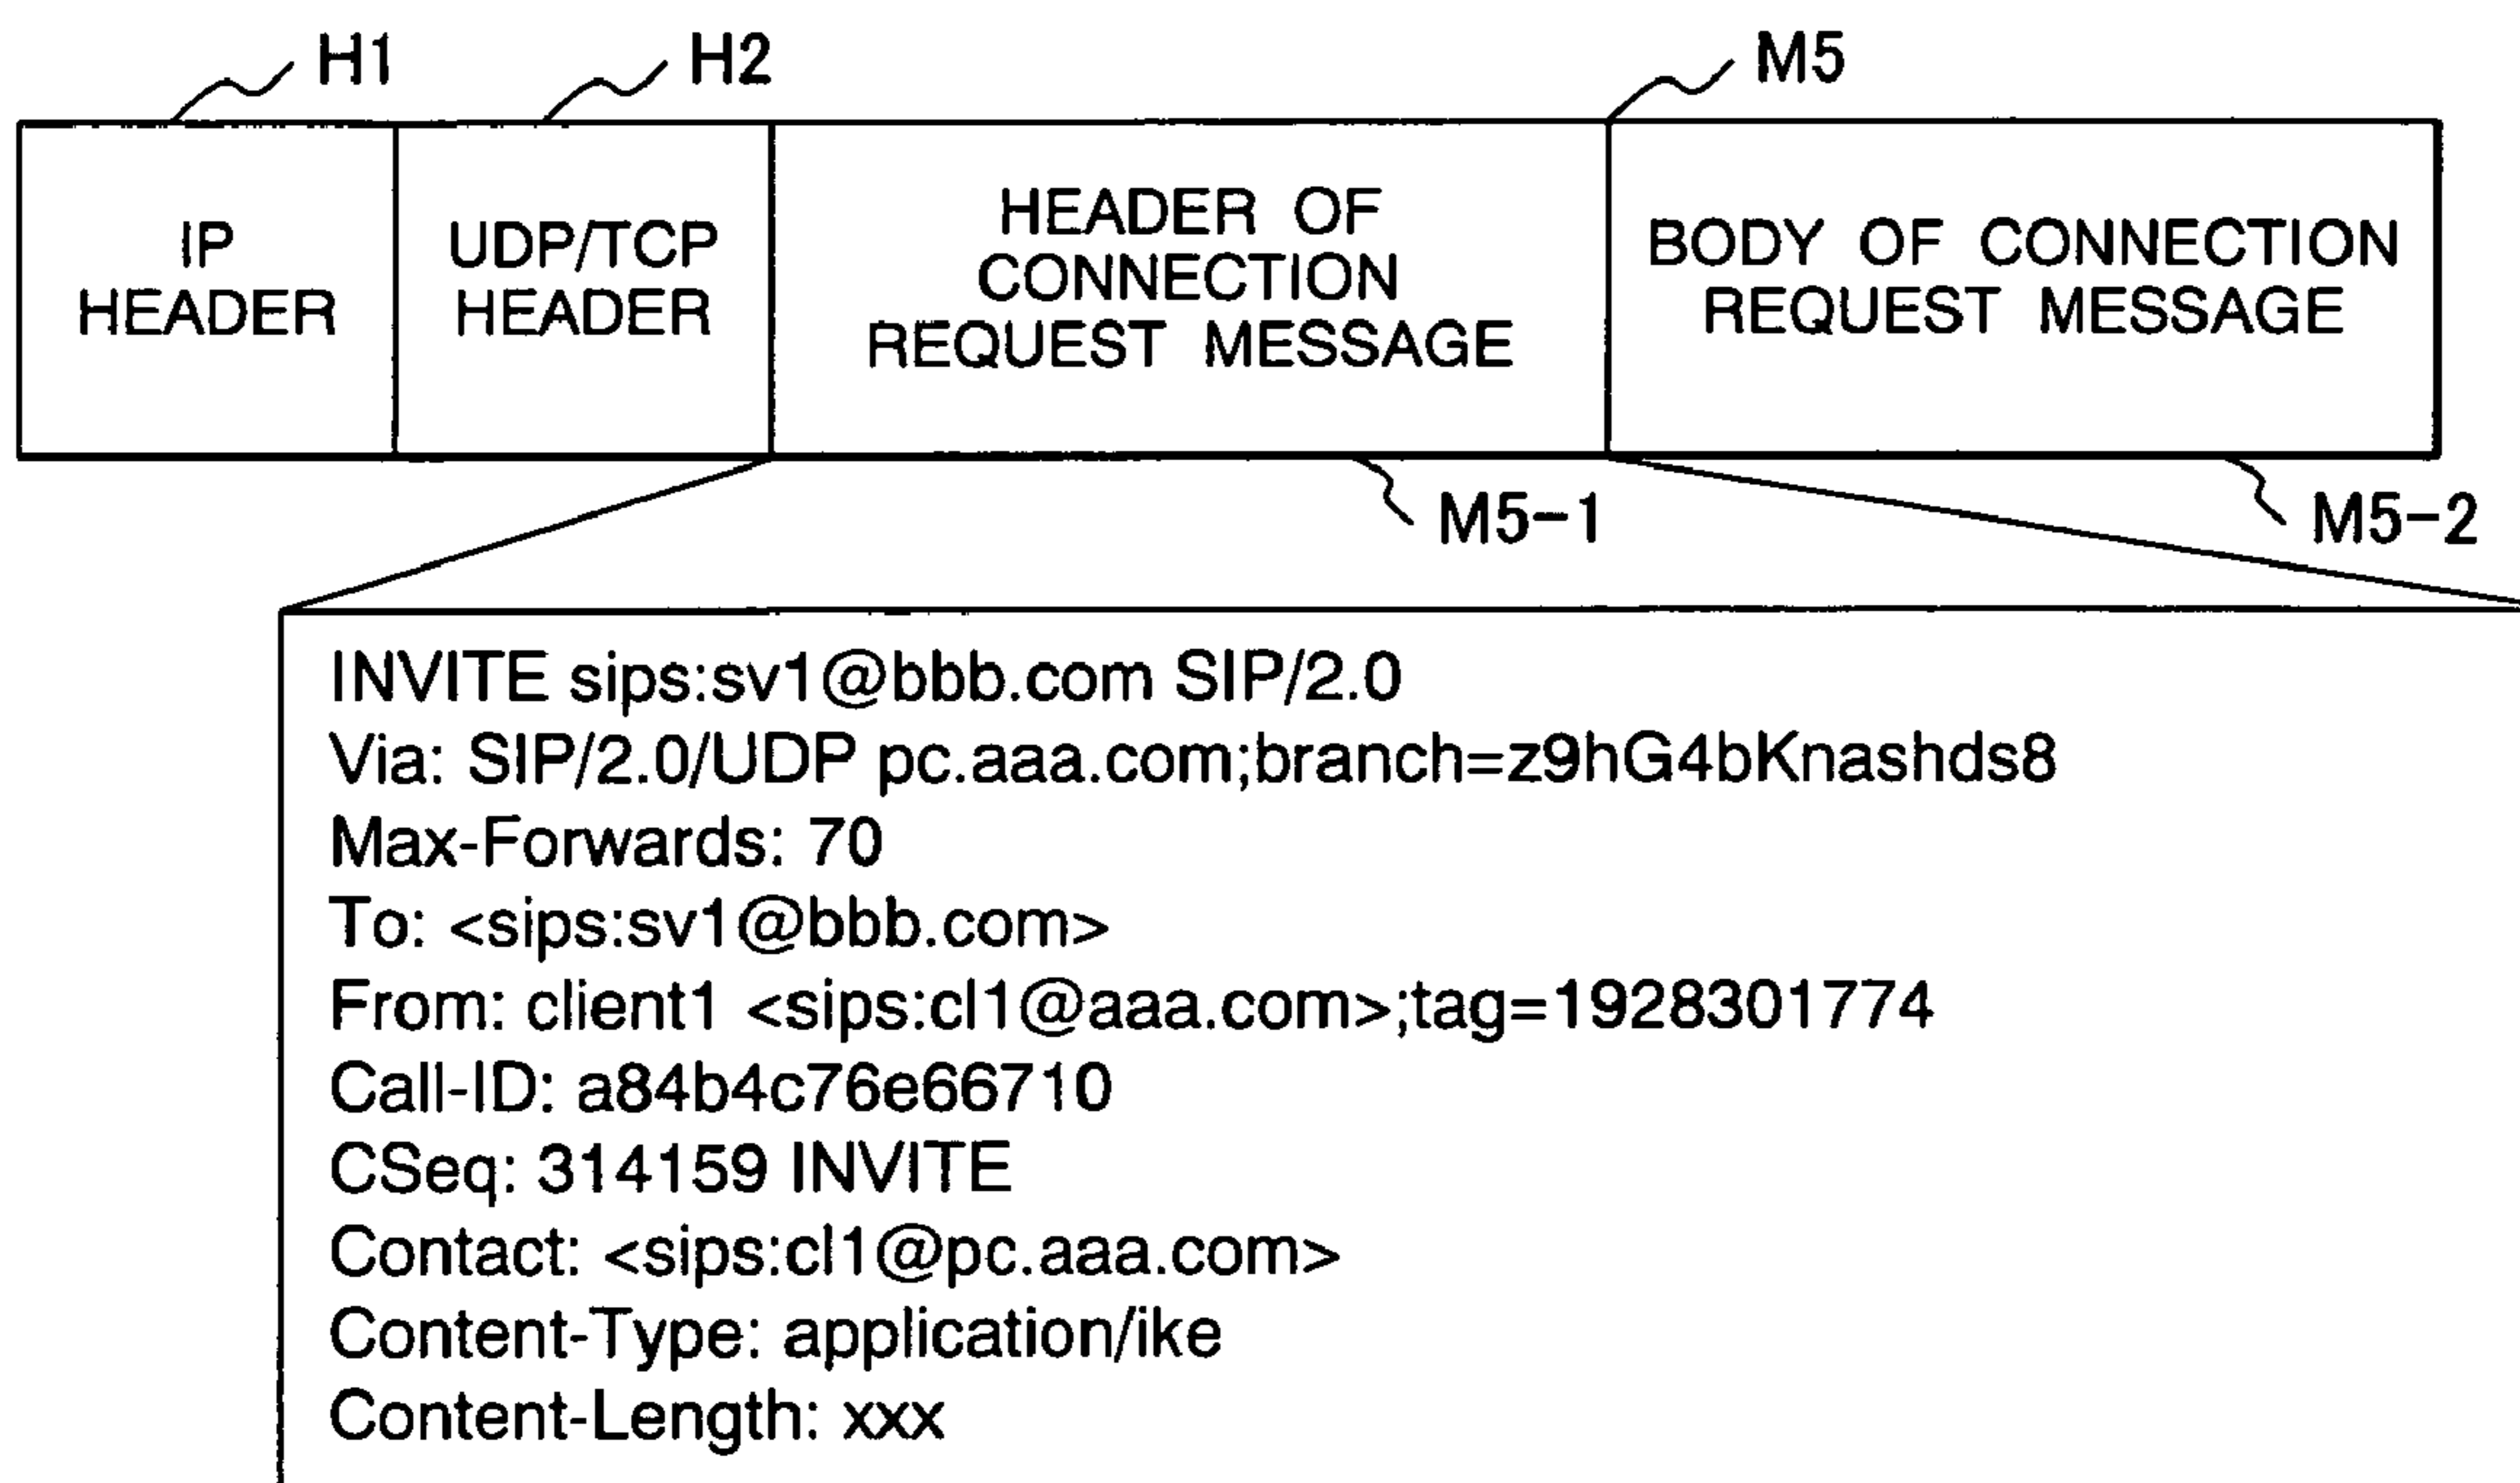 H1
H2
M5
IP
HEADER
UDP/TCP
HEADER
HEADER OF
CONNECTION
REQUEST MESSAGE
BODY OF CONNECTION
REQUEST MESSAGE
M5-1
M5-2
INVITE sips:sv1@bbb.com SIP/2.0
Via: SIP/2.0/UDP pc.aaa.com;branch=z9hG4bKnashds8
Max-Forwards: 70
To: <sips:sv1@bbb.com>
From: client1 <sips:cl1@aaa.com>;tag=1928301774
Call-ID: a84b4c76e66710
CSeq: 314159 INVITE
Contact: <sips:cl1@pc.aaa.com>
Content-Type: application/ike
Content-Length: xxx